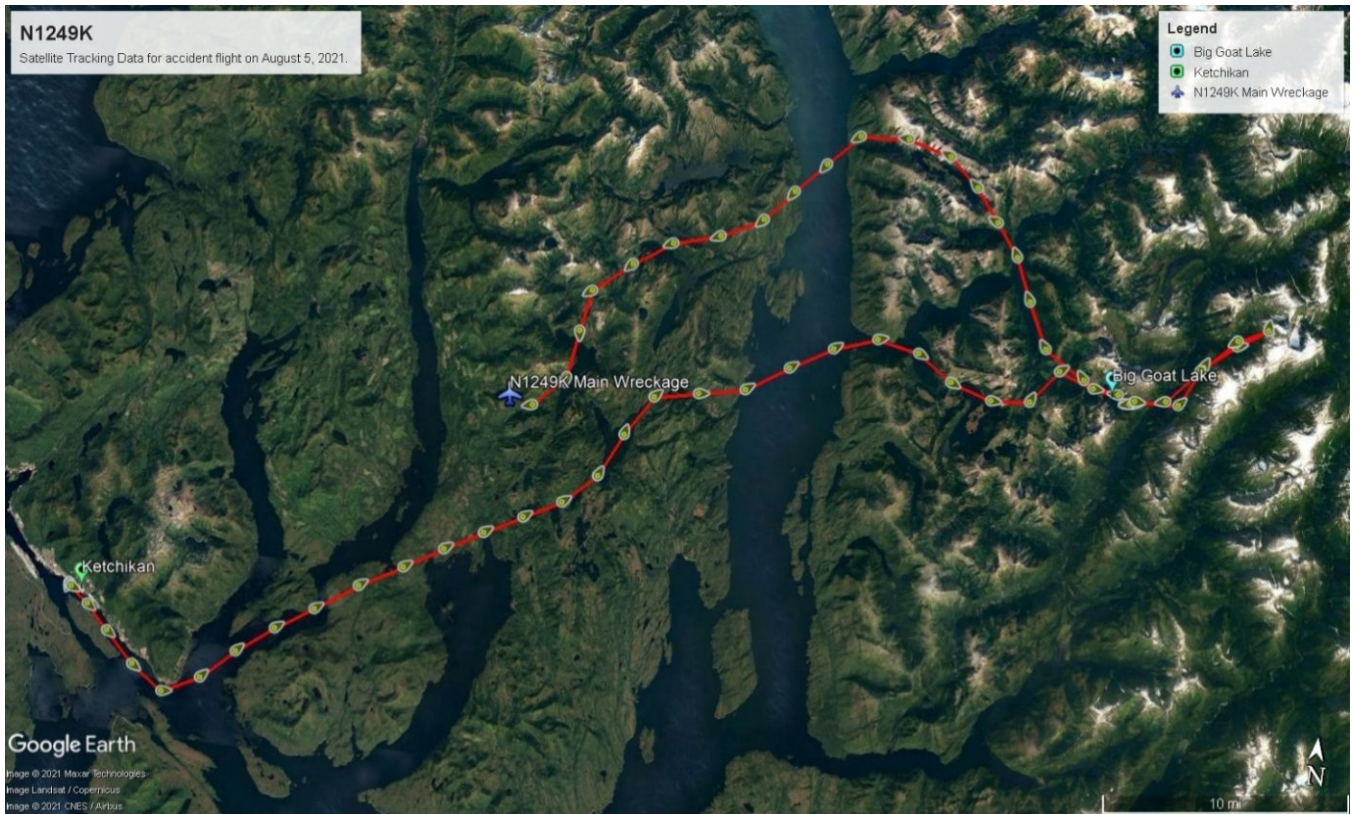 N1249K
Satellite Tracking Data for accident flight on August 5, 2021.
Legend
Big Goat Lake
Ketchikan
N1249K Main Wreckage
N1249K Main Wreckage
Big Goat Lake
Ketchikan
Google Earth
Image © 2021 Maxar Technologies
Image Landsat / Copernicus
Image © 2021 CNES / Airbus
N
10 mi